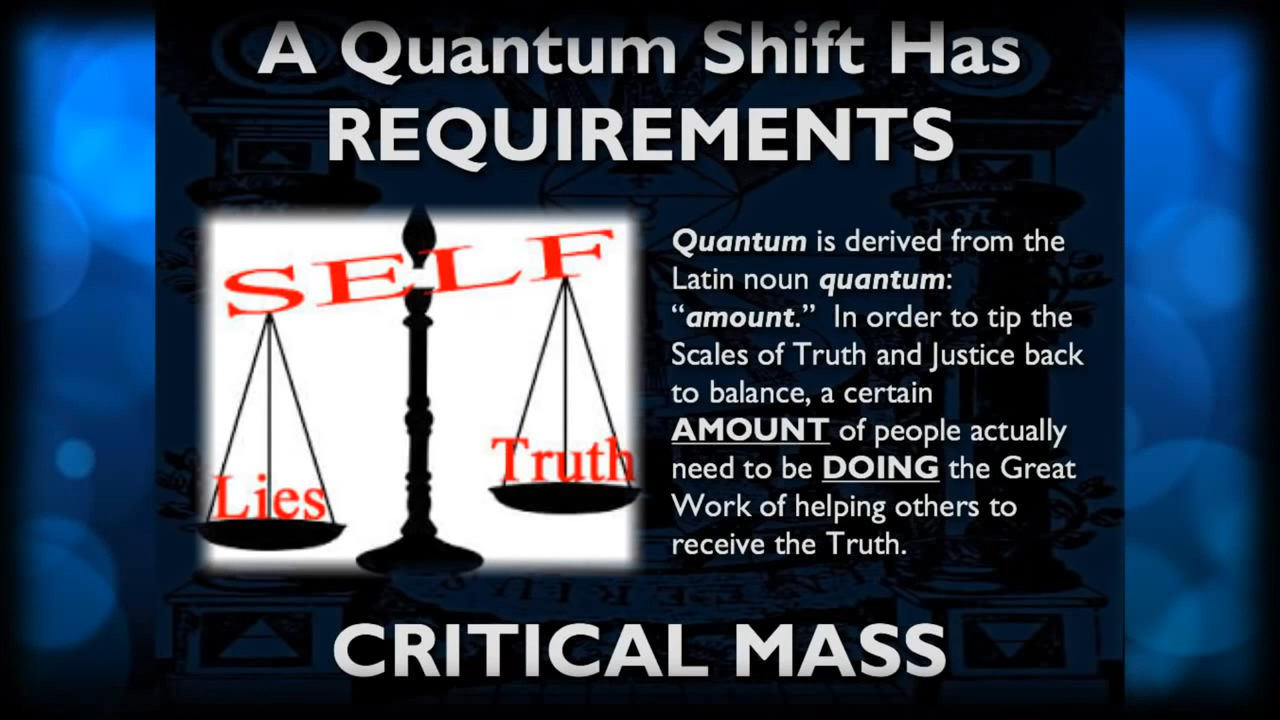 A Quantum Shift Has
REQUIREMENTS
SELF
Lies
Truth
Quantum is derived from the
Latin noun quantum:
“amount.” In order to tip the
Scales of Truth and Justice back
to balance, a certain
AMOUNT of people actually
need to be DOING the Great
Work of helping others to
receive the Truth.
CRITICAL MASS